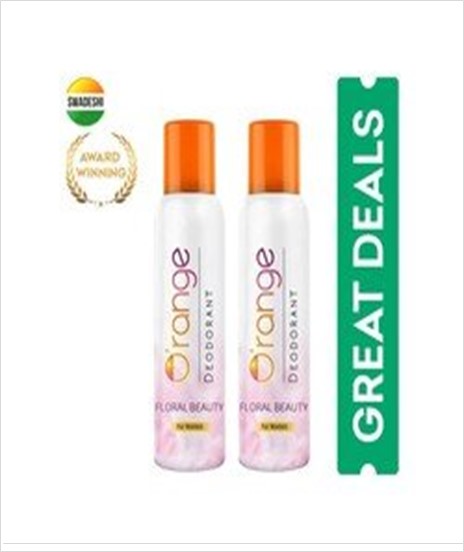 SWADESHI
AWARD
WINNING
O'range
DEODORANT
FLORAL BEAUTY
For Women
O'range
DEODORANT
FLORAL BEAUTY
For Women
GREAT DEALS